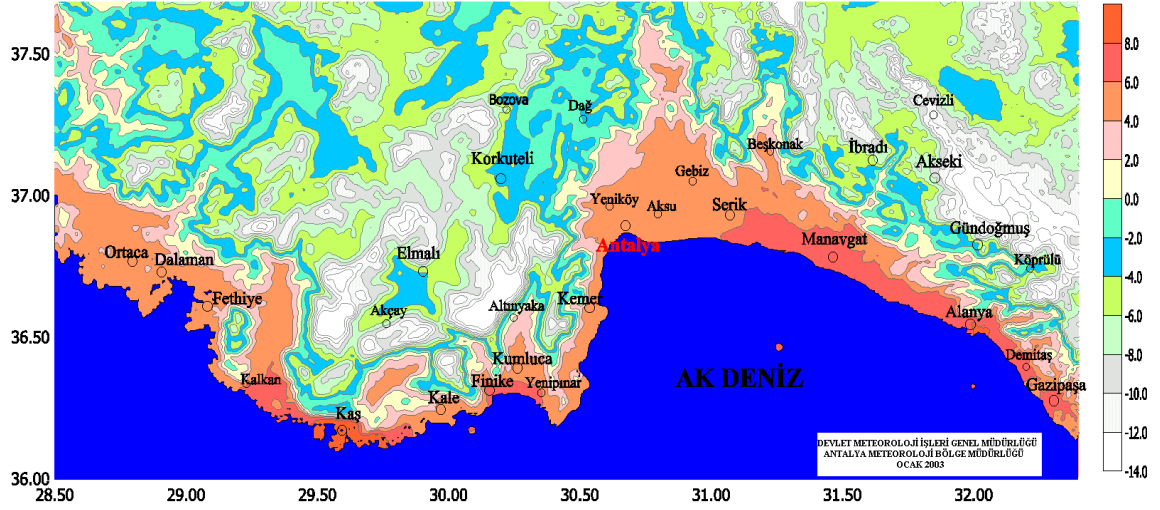 37.50
37.00
36.50
36.00
28.50
29.00
29.50
30.00
30.50
31.00
31.50
32.00
8.0
6.0
4.0
2.0
0.0
-2.0
-4.0
-6.0
-8.0
-10.0
-12.0
-14.0
Bozova
Dağ
Cevizli
Korkuteli
Beşkonak
İbradı
Akseki
Gebiz
Yeniköy
Aksu
Serik
Antalya
Manavgat
Gündoğmuş
Köprülü
Ortaca
Dalaman
Elmalı
Fethiye
Akçay
Altınyaka
Kemer
Alanya
Kumluca
Demitaş
Kalkan
Finike
Yenipınar
Gazipaşa
Kaş
Kale
AK DENİZ
DEVLET METEOROLOJİ İŞLERİ GENEL MÜDÜRLÜĞÜ
ANTALYA METEOROLOJİ BÖLGE MÜDÜRLÜĞÜ
OCAK 2003